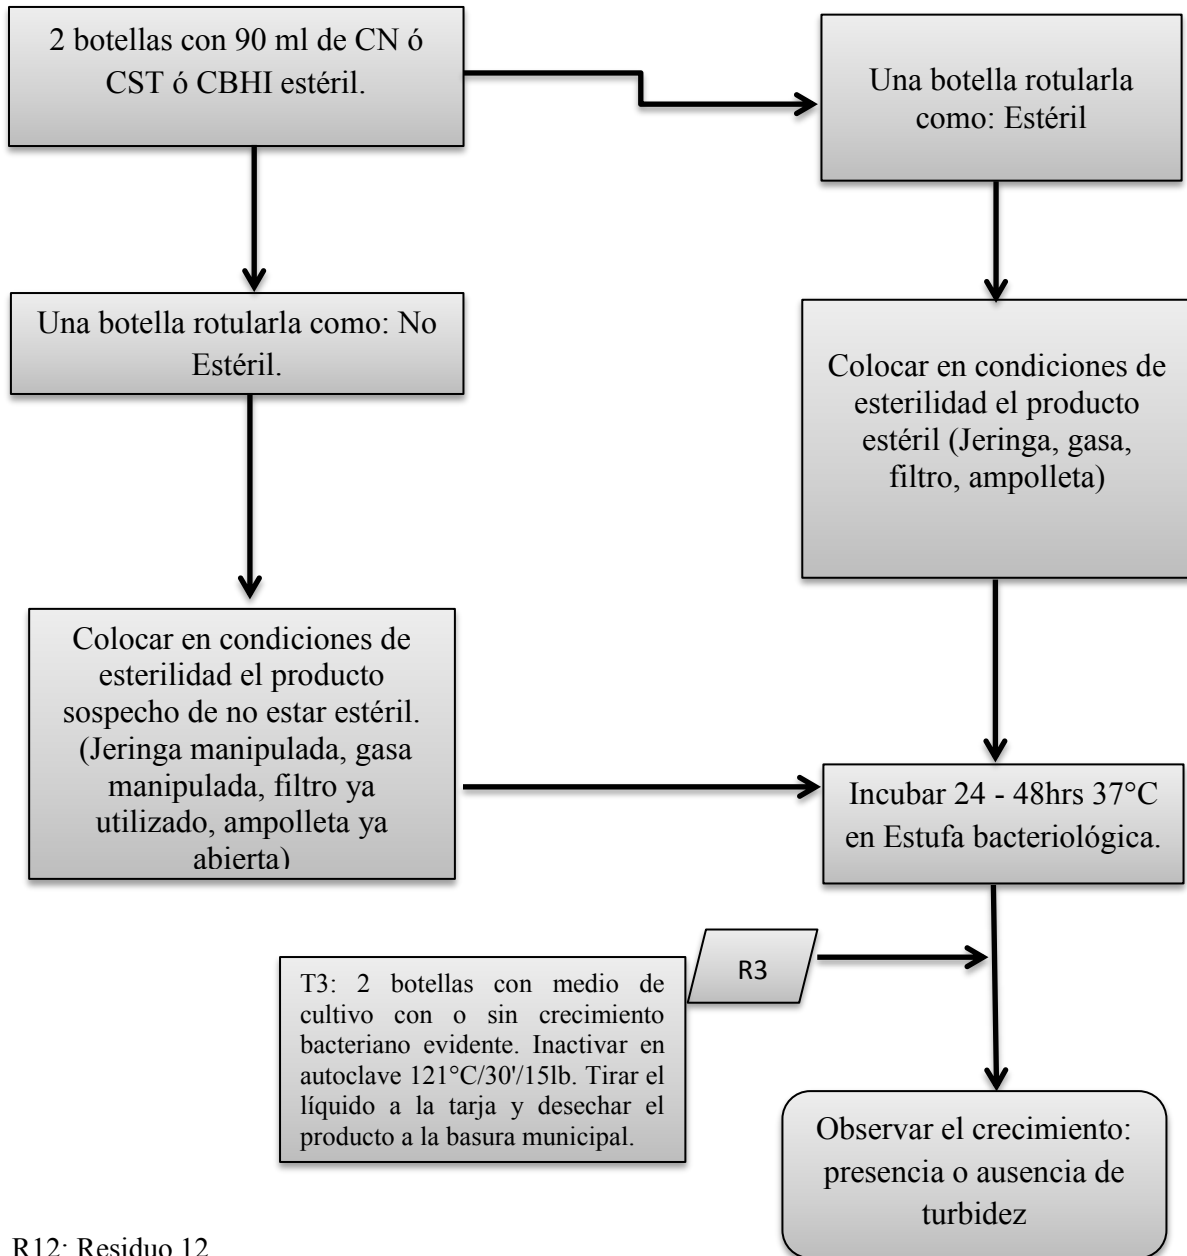 2 botellas con 90 ml de CN ó
CST ó CBHI estéril.
Una botella rotularla
como: Estéril
Una botella rotularla como: No
Estéril.
Colocar en condiciones de
esterilidad el producto
estéril (Jeringa, gasa,
filtro, ampolleta)
Colocar en condiciones de
esterilidad el producto
sospecho de no estar estéril.
(Jeringa manipulada, gasa
manipulada, filtro ya
utilizado, ampolleta ya
abierta)
Incubar 24 - 48hrs 37°C
en Estufa bacteriológica.
R3
T3: 2 botellas con medio de
cultivo con o sin crecimiento
bacteriano evidente. Inactivar en
autoclave 121°C/30'/15lb. Tirar el
líquido a la tarja y desechar el
producto a la basura municipal.
Observar el crecimiento:
presencia o ausencia de
turbidez
R12: Residuo 12